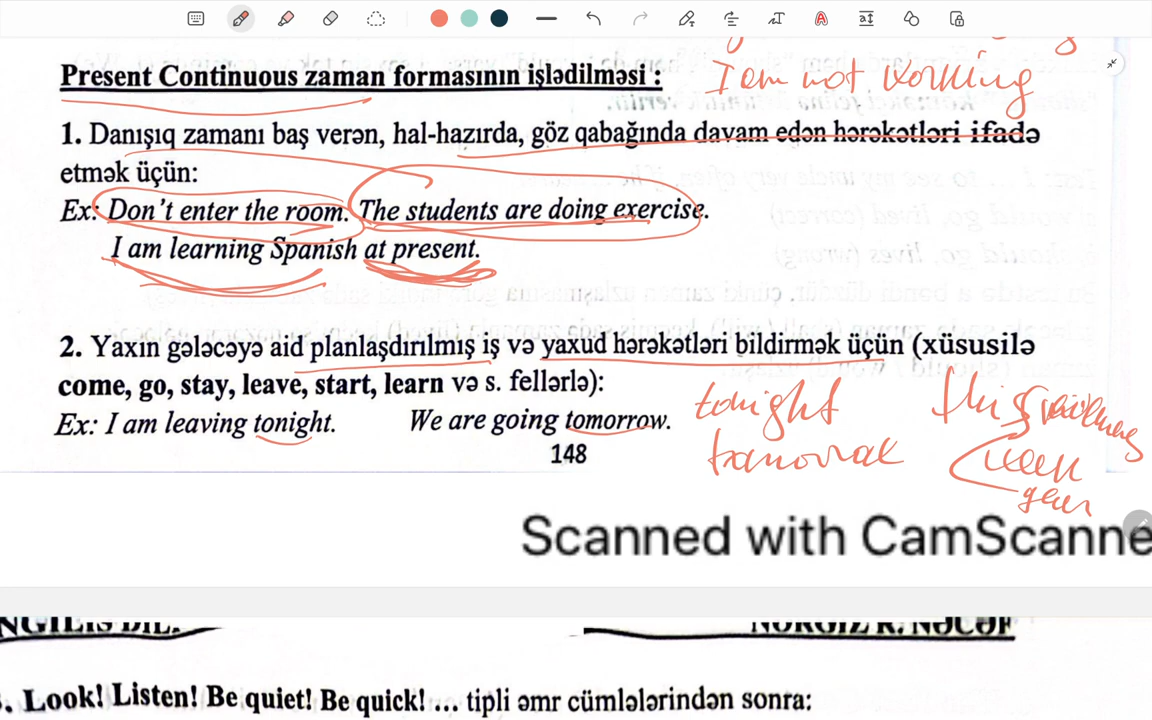 I am not working
Present Continuous zaman formasının işlədilməsi :
1. Danışıq zamanı baş verən, hal-hazırda, göz qabağında davam edən hərəkətləri ifadə
etmək üçün:
Ex: Don't enter the room. The students are doing exercise.
I am learning Spanish at present.
2. Yaxın gələcəyə aid planlaşdırılmış iş və yaxud hərəkətləri bildirmək üçün (xüsusilə
come, go, stay, leave, start, learn və s. fellərlə):
Ex: I am leaving tonight. We are going tomorrow.
tonight this
148
Scanned with CamScanne
. Look! Listen! Be quiet! Be quick! ... tipli əmr cümlələrindən sonra: